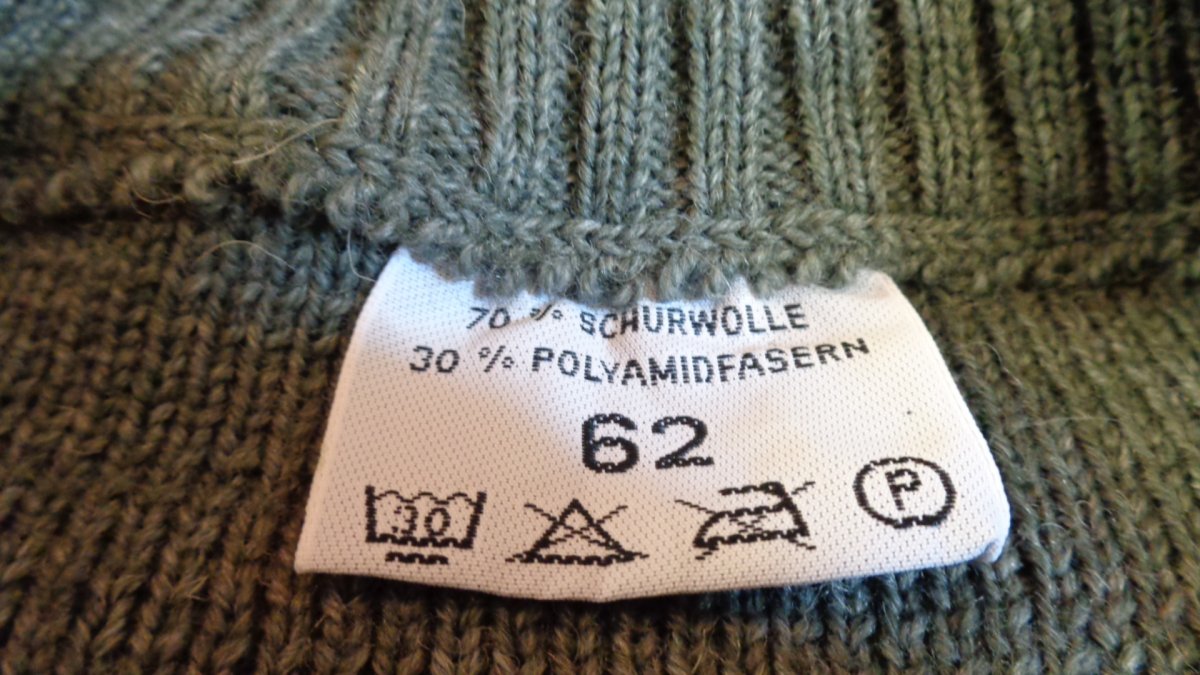 70 % SCHURWOLLE
30 % POLYAMIDFASERN
62
30 P